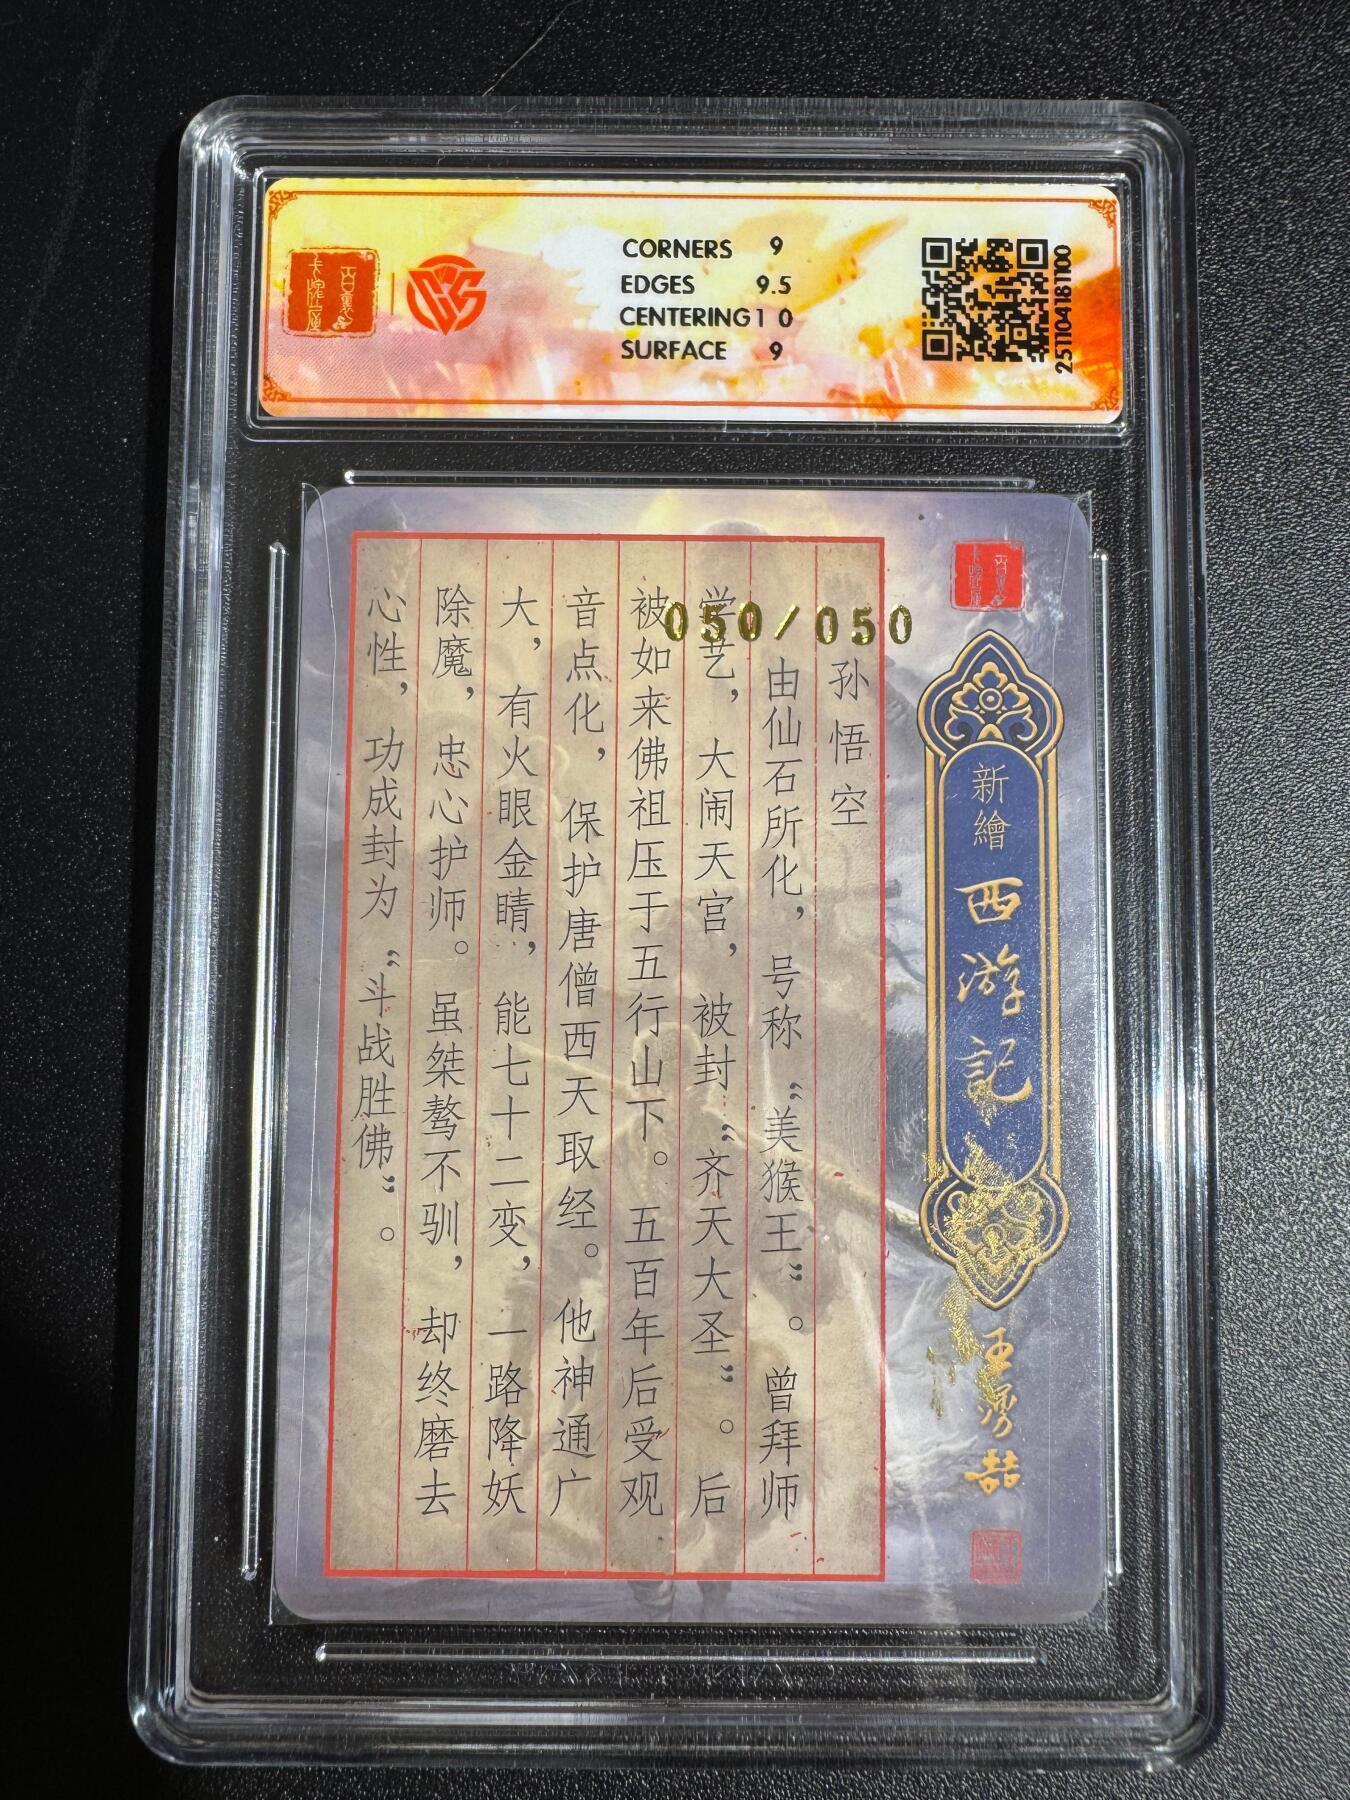 CORNERS 9
EDGES 9.5
CENTERING 10
SURFACE 9
251104181100
050/050
新繪
西游記
孙悟空
由仙石所化，号称“美猴王”。曾拜师
学艺，大闹天宫，被封“齐天大圣”。后
被如来佛祖压于五行山下。五百年后受观
音点化，保护唐僧西天取经。他神通广
大，有火眼金睛，能七十二变，一路降妖
除魔，忠心护师。虽桀骜不驯，却终磨去
心性，功成封为“斗战胜佛”。